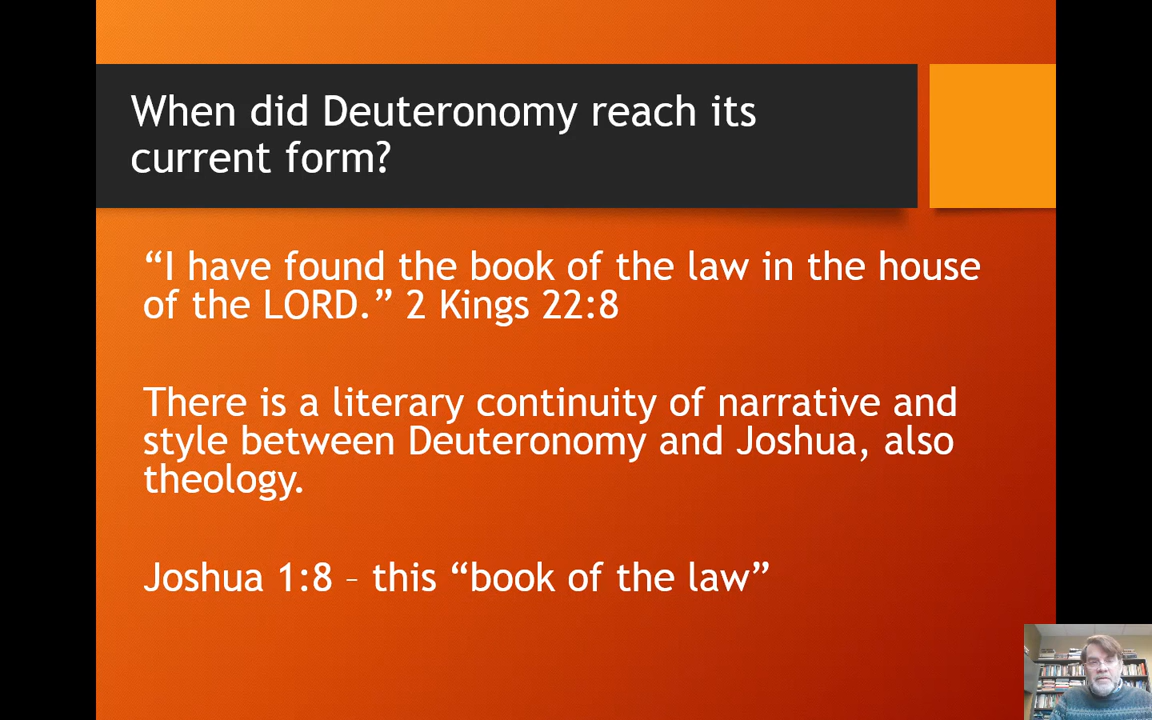 When did Deuteronomy reach its
current form?
“I have found the book of the law in the house
of the LORD.” 2 Kings 22:8
There is a literary continuity of narrative and
style between Deuteronomy and Joshua, also
theology.
Joshua 1:8 – this “book of the law”